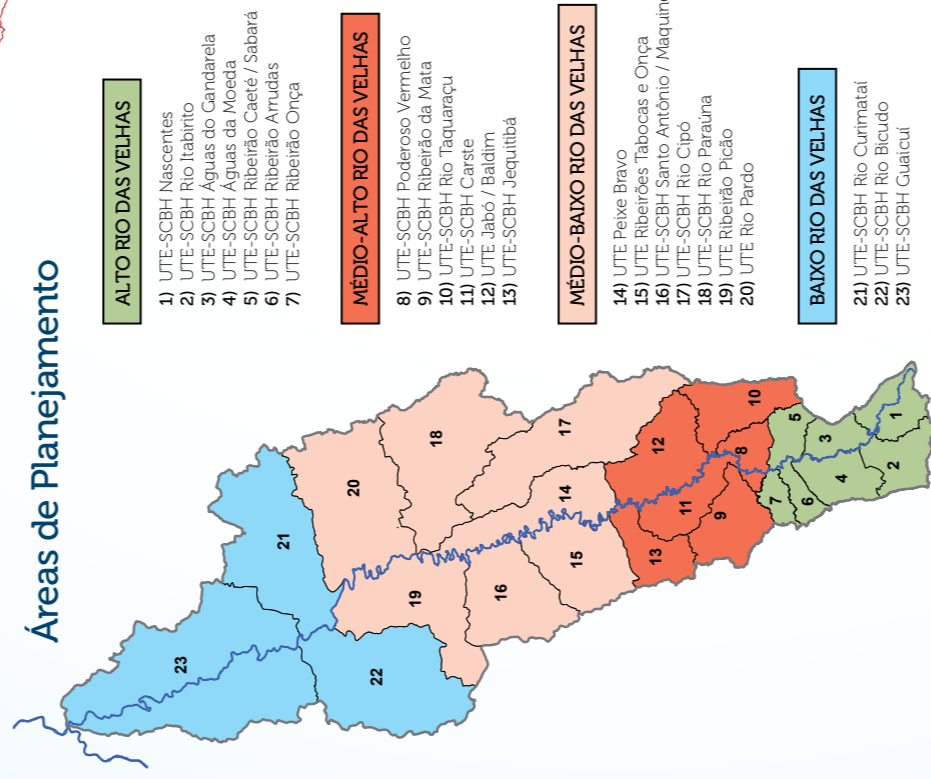 Áreas de Planejamento
ALTO RIO DAS VELHAS
1) UTE-SCBH Nascentes
2) UTE-SCBH Rio Itabirito
3) UTE-SCBH Águas do Gandarela
4) UTE-SCBH Águas da Moeda
5) UTE-SCBH Ribeirão Caeté / Sabará
6) UTE-SCBH Ribeirão Arrudas
7) UTE-SCBH Ribeirão Onça
MÉDIO-ALTO RIO DAS VELHAS
8) UTE-SCBH Poderoso Vermelho
9) UTE-SCBH Ribeirão da Mata
10) UTE-SCBH Rio Taquaraçu
11) UTE-SCBH Carste
12) UTE Jabó / Baldim
13) UTE-SCBH Jequitibá
MÉDIO-BAIXO RIO DAS VELHAS
14) UTE Peixe Bravo
15) UTE Ribeirões Tabocas e Onça
16) UTE-SCBH Santo Antônio / Maquiné
17) UTE-SCBH Rio Cipó
18) UTE-SCBH Rio Paraúna
19) UTE Ribeirão Picão
20) UTE Rio Pardo
BAIXO RIO DAS VELHAS
21) UTE-SCBH Rio Curimataí
22) UTE-SCBH Rio Bicudo
23) UTE-SCBH Guaicuí
23
21
22
20
19
18
16
17
14
15
12
13
11
10
9
8
7
5
6
3
4
1
2